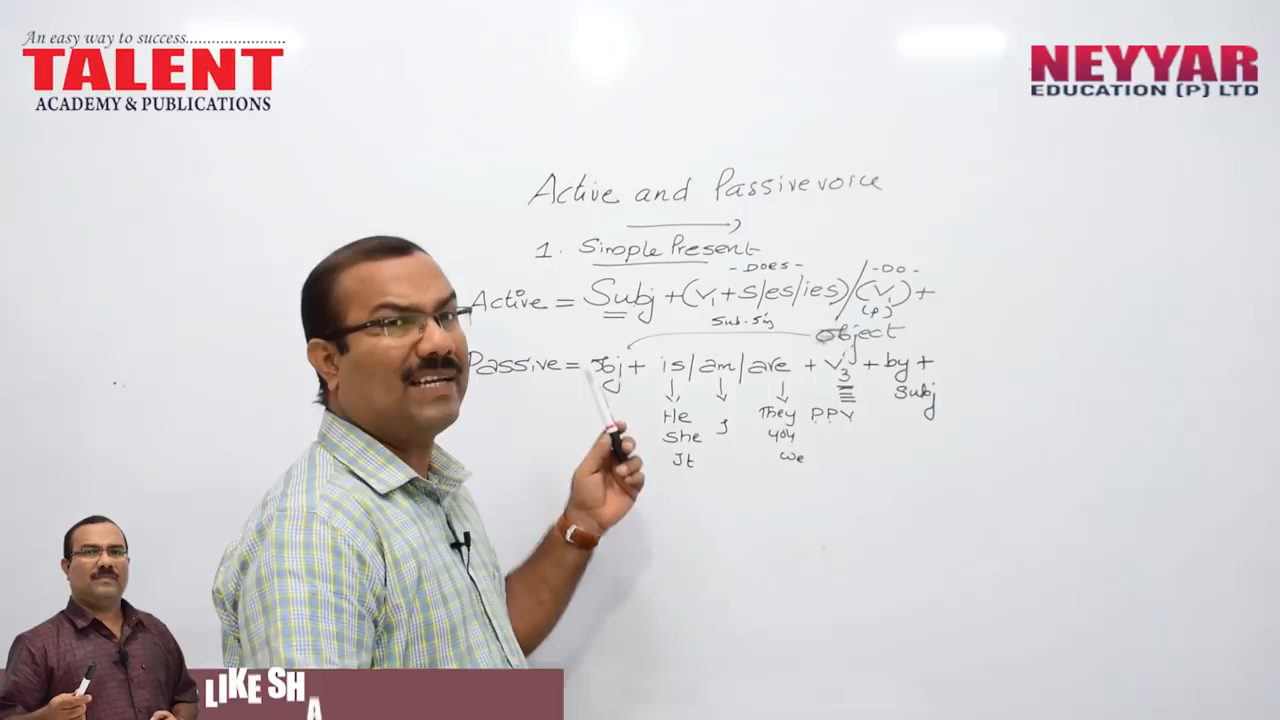 An easy way to success.......................
TALENT
ACADEMY & PUBLICATIONS
NEYYAR
EDUCATION (P) LTD
Active and Passive voice
1. Simple Present
- DOES - - DO -
Active = Subj + (V1 + s/es/ies) / (V1) +
Sub. Sig (P)
object
Passive = obj + is/am/are + V3 + by +
Subj
He I They P.P.V
She you
It we
LIKE SH
A